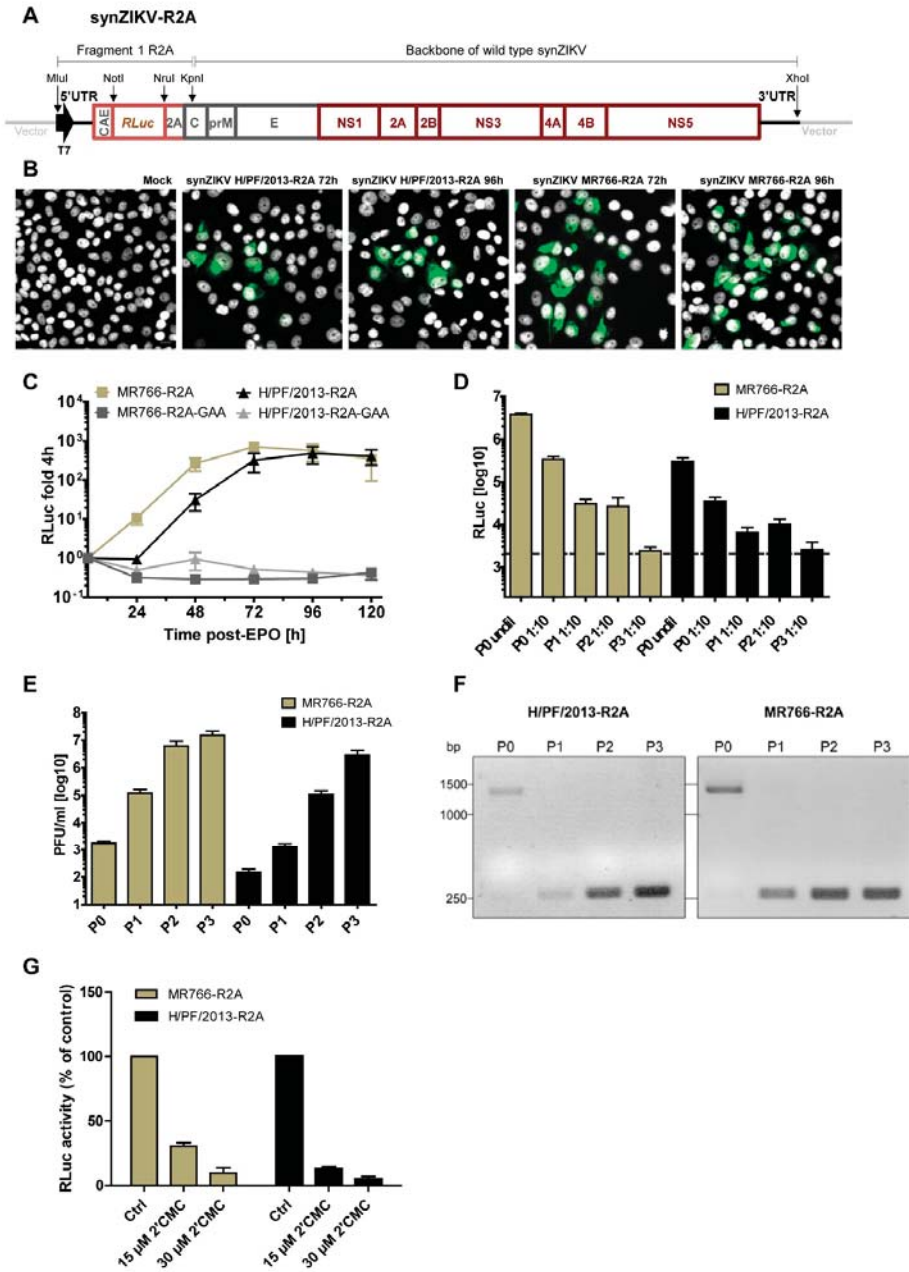 A
synZIKV-R2A
Fragment 1 R2A
Backbone of wild type synZIKV
MluI
NotI
NruI
KpnI
XhoI
5'UTR
3'UTR
Vector
CAE
RLuc
2A
C
prM
E
NS1
2A
2B
NS3
4A
4B
NS5
Vector
T7
B
Mock
synZIKV H/PF/2013-R2A 72h
synZIKV H/PF/2013-R2A 96h
synZIKV MR766-R2A 72h
synZIKV MR766-R2A 96h
C
MR766-R2A
H/PF/2013-R2A
MR766-R2A-GAA
H/PF/2013-R2A-GAA
RLuc fold 4h
10^4
10^3
10^2
10^1
10^0
10^-1
24 48 72 96 120
Time post-EPO [h]
D
MR766-R2A
H/PF/2013-R2A
RLuc [log10]
7
6
5
4
3
P0 undil
P0 1:10
P1 1:10
P2 1:10
P3 1:10
P0 undil
P0 1:10
P1 1:10
P2 1:10
P3 1:10
E
MR766-R2A
H/PF/2013-R2A
PFU/ml [log10]
8
7
6
5
4
3
2
1
P0
P1
P2
P3
P0
P1
P2
P3
F
H/PF/2013-R2A
MR766-R2A
bp
P0 P1 P2 P3
P0 P1 P2 P3
1500
1000
250
G
MR766-R2A
H/PF/2013-R2A
RLuc activity (% of control)
150
100
50
0
Ctrl
15 µM 2'CMC
30 µM 2'CMC
Ctrl
15 µM 2'CMC
30 µM 2'CMC